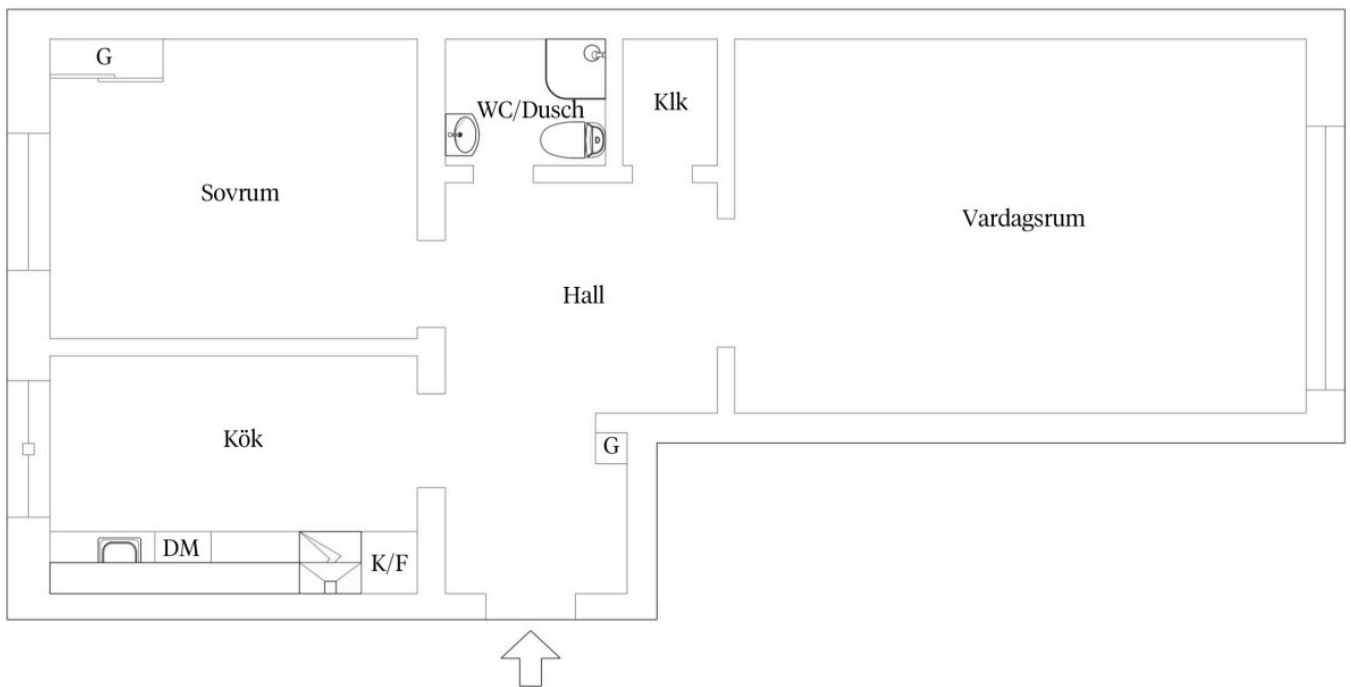 G
WC/Dusch
Klk
Sovrum
Vardagsrum
Hall
Kök
G
DM
K/F